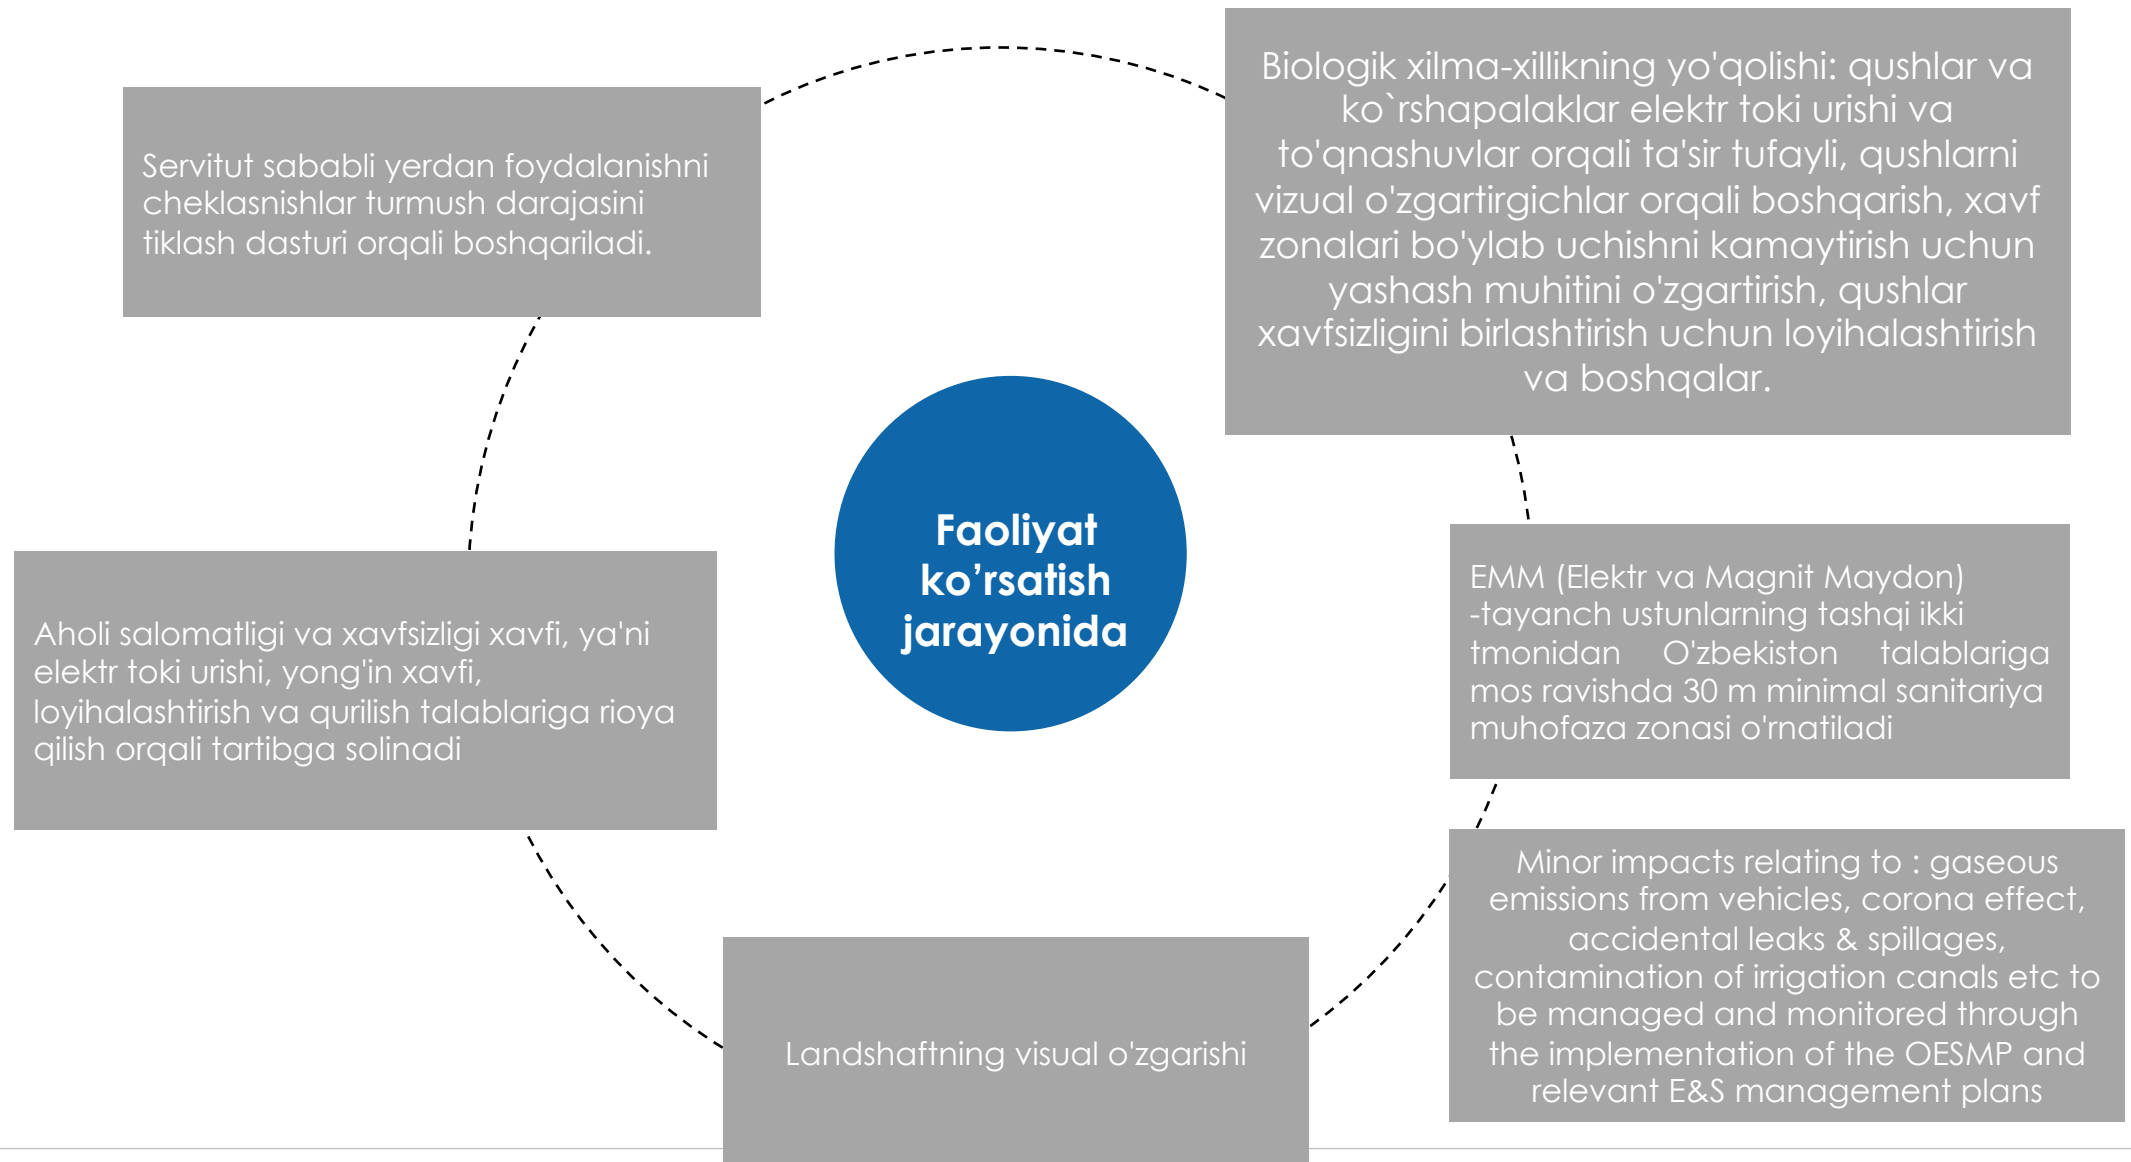 Servitut sababli yerdan foydalanishni
cheklasnishlar turmush darajasini
tiklash dasturi orqali boshqariladi.
Biologik xilma-xillikning yo'qolishi: qushlar va
ko`rshapalaklar elektr toki urishi va
to'qnashuvlar orqali ta'sir tufayli, qushlarni
vizual o'zgartirgichlar orqali boshqarish, xavf
zonalari bo'ylab uchishni kamaytirish uchun
yashash muhitini o'zgartirish, qushlar
xavfsizligini birlashtirish uchun loyihalashtirish
va boshqalar.
Faoliyat
ko’rsatish
jarayonida
EMM (Elektr va Magnit Maydon)
-tayanch ustunlarning tashqi ikki
tmonidan O'zbekiston talablariga
mos ravishda 30 m minimal sanitariya
muhofaza zonasi o'rnatiladi
Aholi salomatligi va xavfsizligi xavfi, ya'ni
elektr toki urishi, yong'in xavfi,
loyihalashtirish va qurilish talablariga rioya
qilish orqali tartibga solinadi
Minor impacts relating to : gaseous
emissions from vehicles, corona effect,
accidental leaks & spillages,
contamination of irrigation canals etc to
be managed and monitored through
the implementation of the OESMP and
relevant E&S management plans
Landshaftning visual o'zgarishi